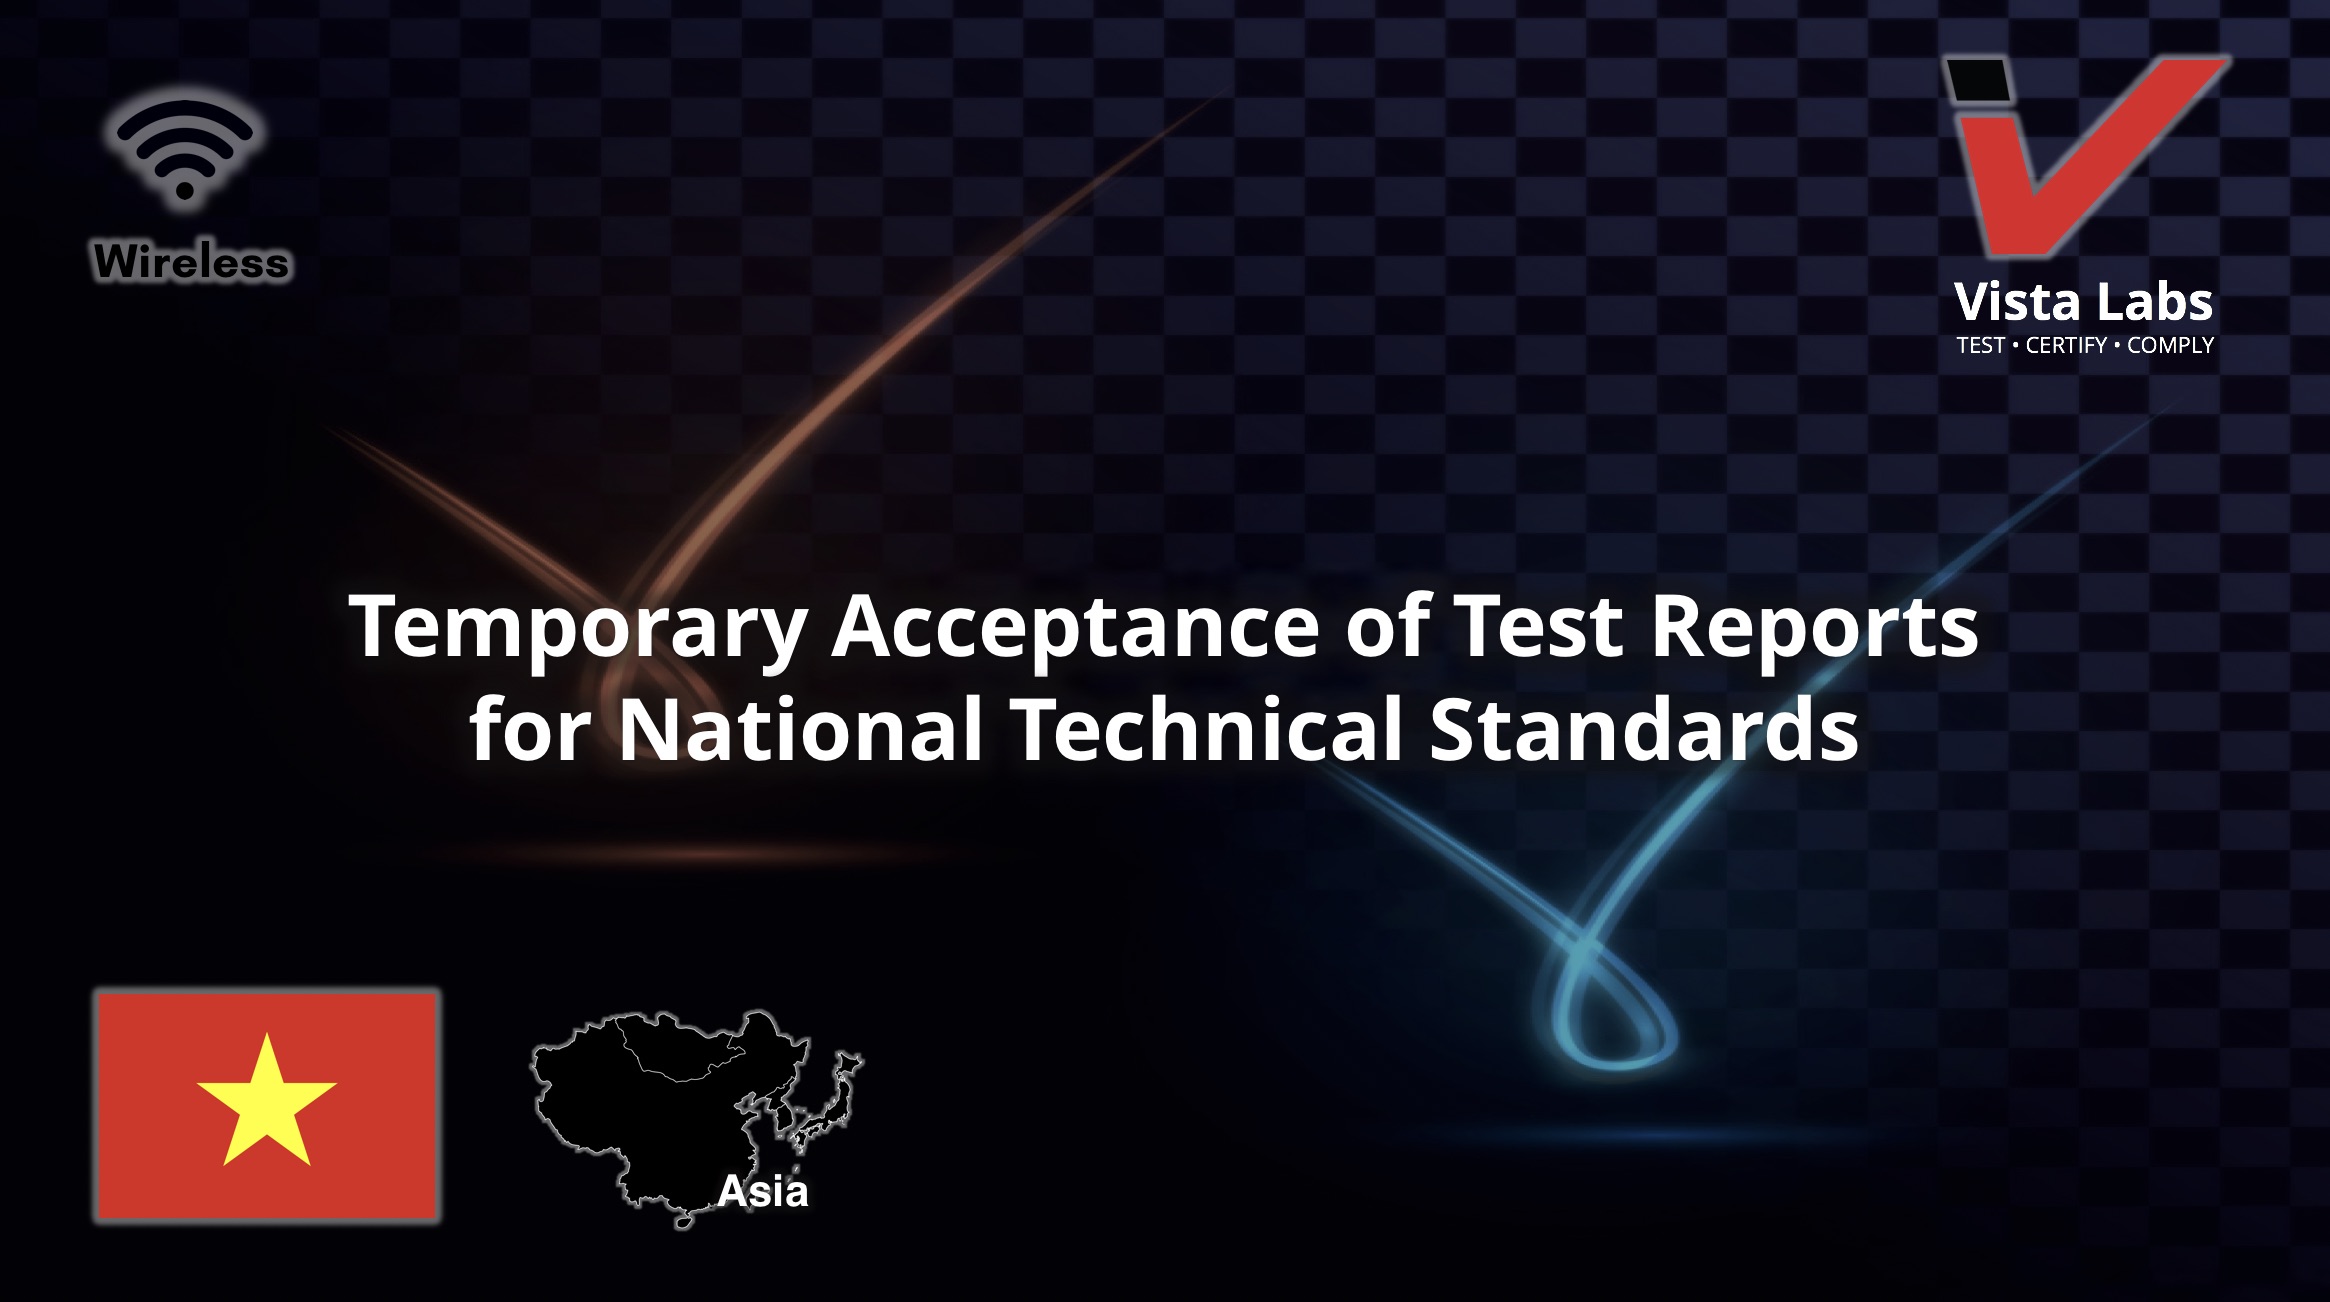 Wireless
Vista Labs
TEST • CERTIFY • COMPLY
Temporary Acceptance of Test Reports
for National Technical Standards
Asia